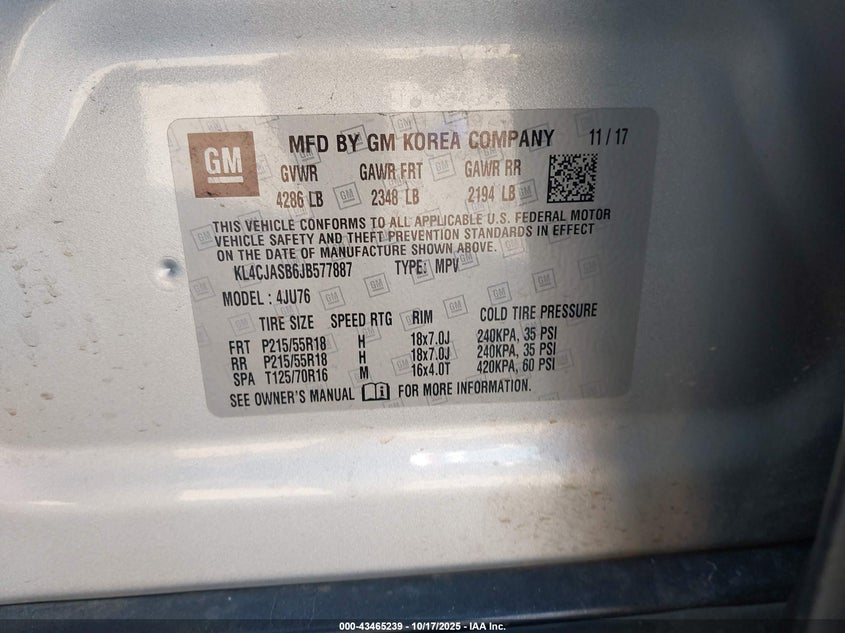 GM
MFD BY GM KOREA COMPANY 11/17
GVWR GAWR FRT GAWR RR
4286 LB 2348 LB 2194 LB
THIS VEHICLE CONFORMS TO ALL APPLICABLE U.S. FEDERAL MOTOR
VEHICLE SAFETY AND THEFT PREVENTION STANDARDS IN EFFECT
ON THE DATE OF MANUFACTURE SHOWN ABOVE.
KL4CJASB6JB577887 TYPE: MPV
MODEL : 4JU76
TIRE SIZE SPEED RTG RIM COLD TIRE PRESSURE
FRT P215/55R18 H 18x7.0J 240KPA, 35 PSI
RR P215/55R18 H 18x7.0J 240KPA, 35 PSI
SPA T125/70R16 M 16x4.0T 420KPA, 60 PSI
SEE OWNER'S MANUAL FOR MORE INFORMATION.
000-43465239 | 10/17/2025 - IAA Inc.